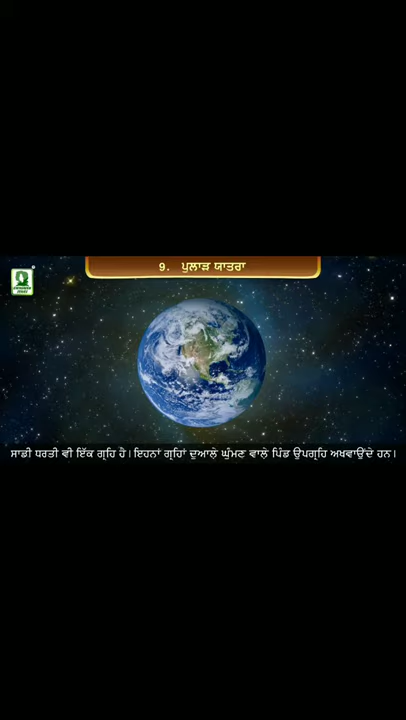 9. ਪੁਲਾੜ ਯਾਤਰਾ
ਸਾਡੀ ਧਰਤੀ ਵੀ ਇੱਕ ਗ੍ਰਹਿ ਹੈ। ਇਹਨਾਂ ਗ੍ਰਹਿਾਂ ਦੁਆਲੇ ਘੁੰਮਣ ਵਾਲੇ ਪਿੰਡ ਉਪਗ੍ਰਹਿ ਅਖਵਾਉਂਦੇ ਹਨ।